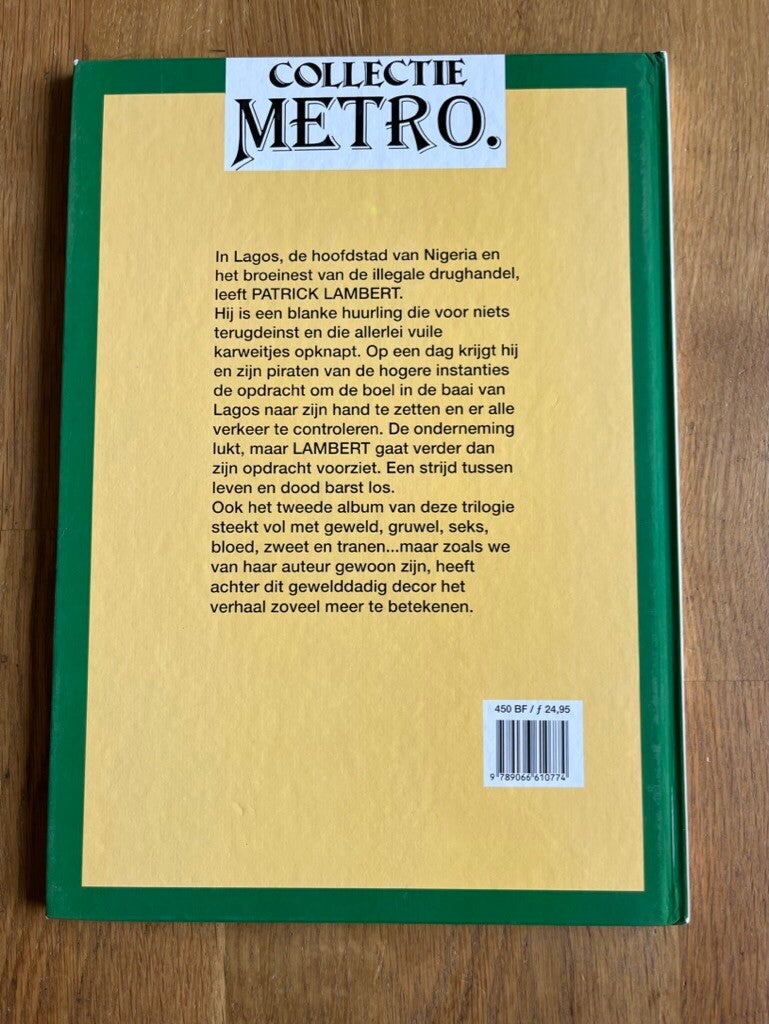 COLLECTIE
METRO.
In Lagos, de hoofdstad van Nigeria en
het broeinest van de illegale drughandel,
leeft PATRICK LAMBERT.
Hij is een blanke huurling die voor niets
terugdeinst en die allerlei vuile
karweitjes opknapt. Op een dag krijgt hij
en zijn piraten van de hogere instanties
de opdracht om de boel in de baai van
Lagos naar zijn hand te zetten en er alle
verkeer te controleren. De onderneming
lukt, maar LAMBERT gaat verder dan
zijn opdracht voorziet. Een strijd tussen
leven en dood barst los.
Ook het tweede album van deze trilogie
steekt vol met geweld, gruwel, seks,
bloed, zweet en tranen...maar zoals we
van haar auteur gewoon zijn, heeft
achter dit gewelddadig decor het
verhaal zoveel meer te betekenen.
450 BF / ƒ 24,95
9 789066 610774